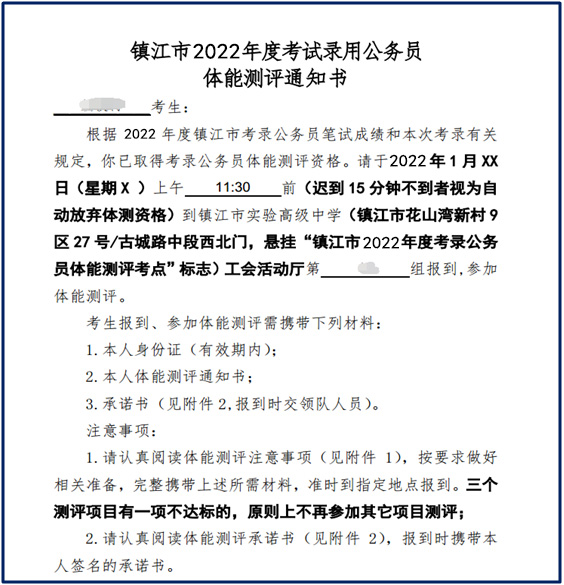 镇江市2022年度考试录用公务员
体能测评通知书
考生：
根据 2022 年度镇江市考录公务员笔试成绩和本次考录有关
规定，你已取得考录公务员体能测评资格。请于2022年1月XX
日（星期X ）上午 11:30 前（迟到15分钟不到者视为自
动放弃体测资格）到镇江市实验高级中学（镇江市花山湾新村9
区27号/古城路中段西北门，悬挂“镇江市2022年度考录公务
员体能测评考点”标志）工会活动厅第 组报到,参加
体能测评。
考生报到、参加体能测评需携带下列材料：
1.本人身份证（有效期内）；
2.本人体能测评通知书；
3.承诺书（见附件2,报到时交领队人员）。
注意事项：
1.请认真阅读体能测评注意事项（见附件 1），按要求做好
相关准备，完整携带上述所需材料，准时到指定地点报到。三个
测评项目有一项不达标的，原则上不再参加其它项目测评；
2.请认真阅读体能测评承诺书（见附件 2），报到时携带本
人签名的承诺书。